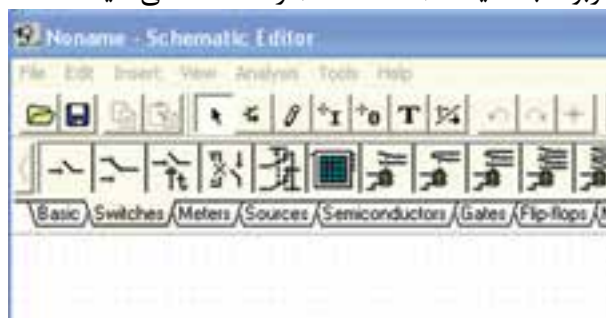 Noname - Schematic Editor
File Edit Insert View Analysis Tools Help
T
Basic Switches Meters Sources Semiconductors Gates Flip-flops